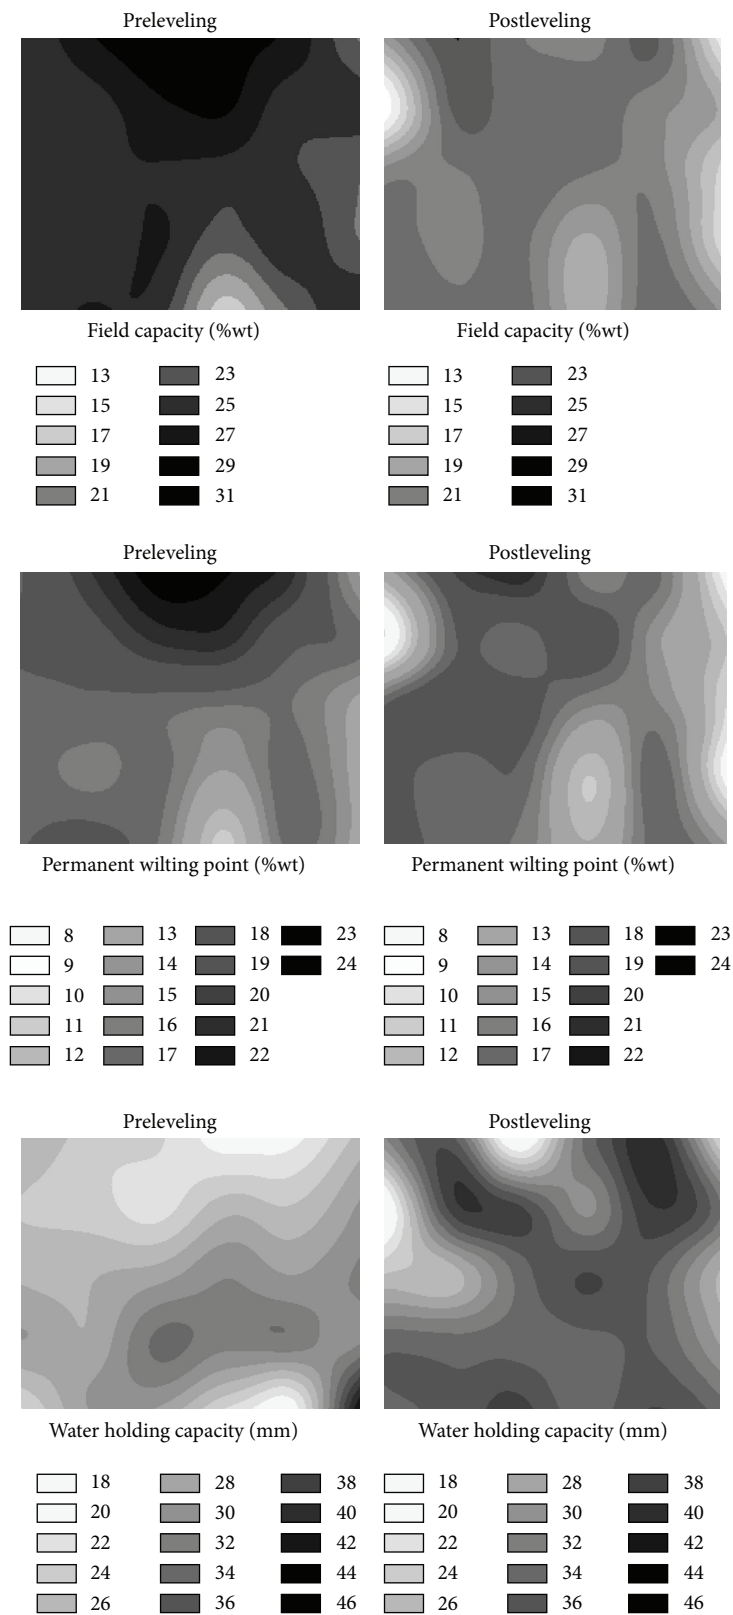 Preleveling Postleveling
Field capacity (%wt) Field capacity (%wt)
13 23 13 23
15 25 15 25
17 27 17 27
19 29 19 29
21 31 21 31
Preleveling Postleveling
Permanent wilting point (%wt) Permanent wilting point (%wt)
8 13 18 23 8 13 18 23
9 14 19 24 9 14 19 24
10 15 20 10 15 20
11 16 21 11 16 21
12 17 22 12 17 22
Preleveling Postleveling
Water holding capacity (mm) Water holding capacity (mm)
18 28 38 18 28 38
20 30 40 20 30 40
22 32 42 22 32 42
24 34 44 24 34 44
26 36 46 26 36 46